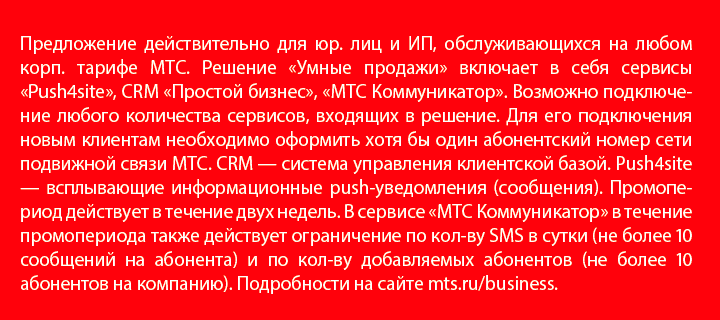 Предложение действительно для юр. лиц и ИП, обслуживающихся на любом
корп. тарифе МТС. Решение «Умные продажи» включает в себя сервисы
«Push4site», CRM «Простой бизнес», «МТС Коммуникатор». Возможно подключе-
ние любого количества сервисов, входящих в решение. Для его подключения
новым клиентам необходимо оформить хотя бы один абонентский номер сети
подвижной связи МТС. CRM — система управления клиентской базой. Push4site
— всплывающие информационные push-уведомления (сообщения). Промопе-
риод действует в течение двух недель. В сервисе «МТС Коммуникатор» в течение
промопериода также действует ограничение по кол-ву SMS в сутки (не более 10
сообщений на абонента) и по кол-ву добавляемых абонентов (не более 10
абонентов на компанию). Подробности на сайте mts.ru/business.